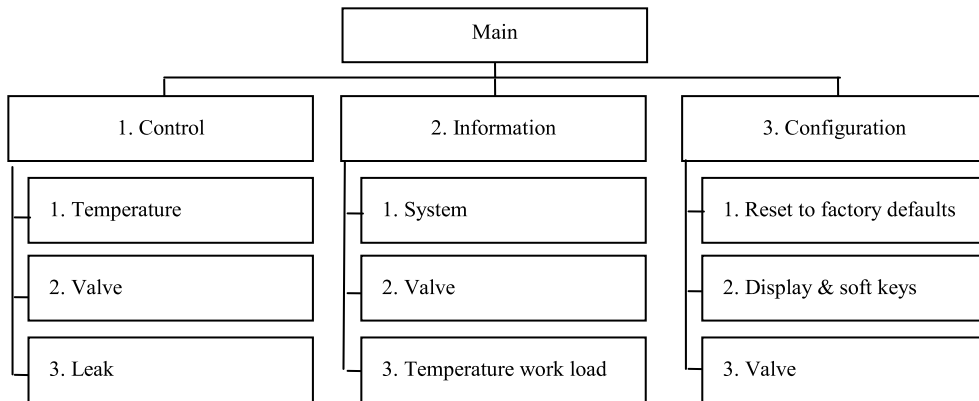 Main
1. Control
2. Information
3. Configuration
1. Temperature
1. System
1. Reset to factory defaults
2. Valve
2. Valve
2. Display & soft keys
3. Leak
3. Temperature work load
3. Valve